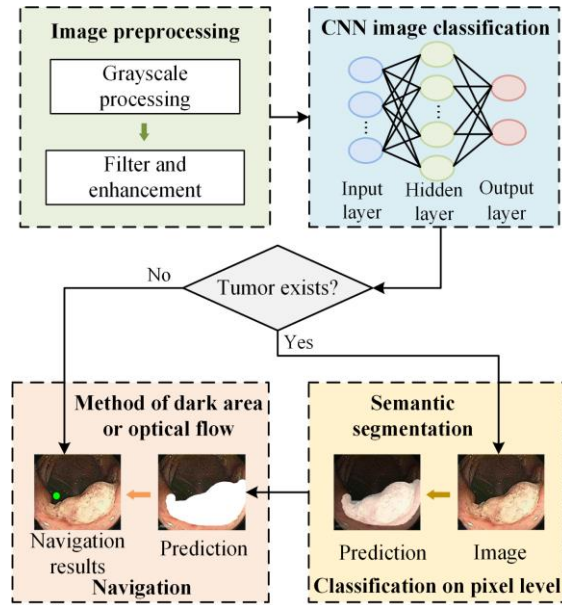 Image preprocessing
Grayscale
processing
Filter and
enhancement
CNN image classification
Input
layer
Hidden
layer
Output
layer
Tumor exists?
No
Yes
Method of dark area
or optical flow
Navigation
results
Prediction
Navigation
Semantic
segmentation
Prediction
Image
Classification on pixel level